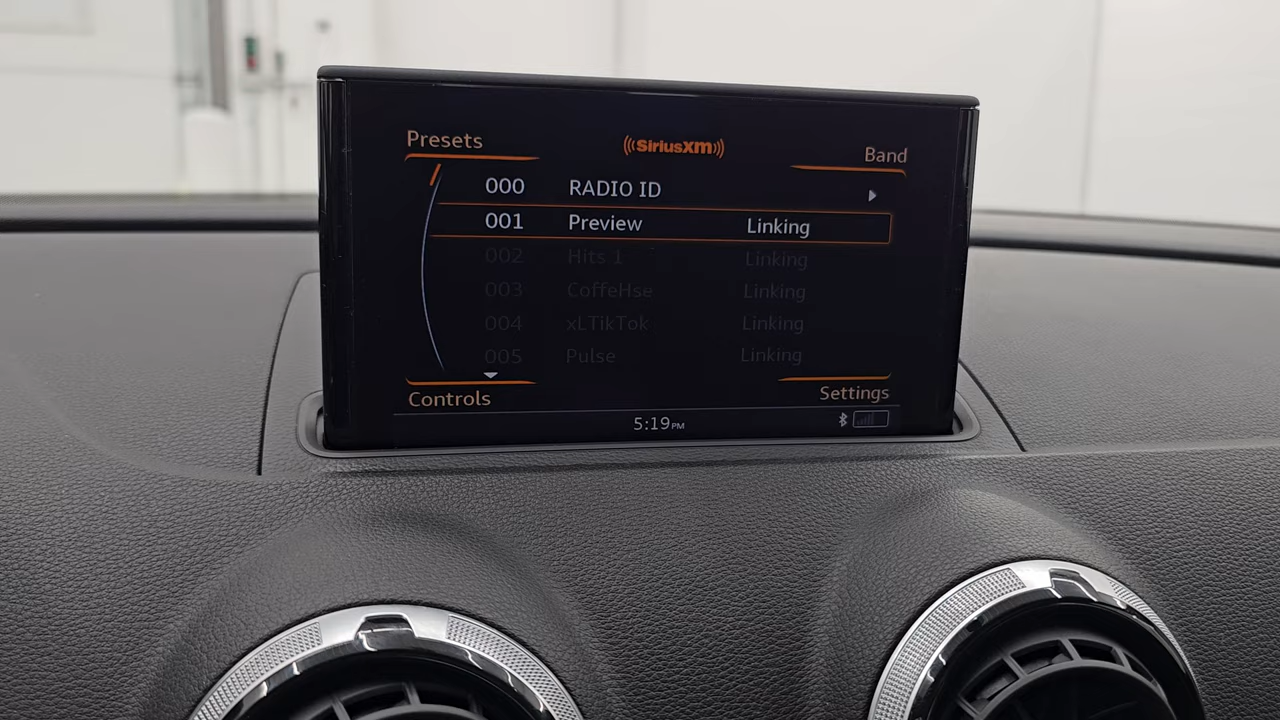 Presets
((SiriusXM))
Band
000 RADIO ID
001 Preview Linking
002 Hits 1 Linking
003 CoffeHse Linking
004 xLTikTok Linking
005 Pulse Linking
Controls
Settings
5:19PM